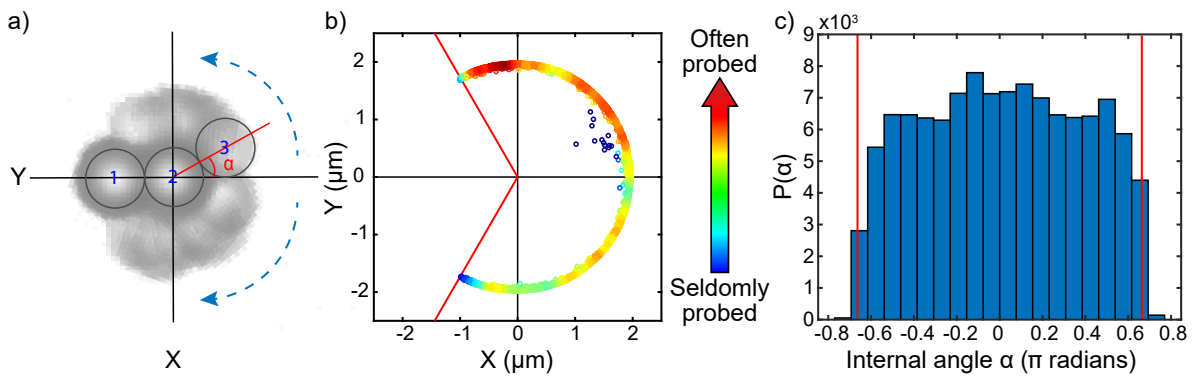 a)
Y
1
2
3
α
X
b)
Y (µm)
2
1
0
-1
-2
-2
-1
0
1
2
X (µm)
Often
probed
Seldomly
probed
c)
x10³
P(α)
9
8
7
6
5
4
3
2
1
0
-0.8
-0.6
-0.4
-0.2
0
0.2
0.4
0.6
0.8
Internal angle α (π radians)